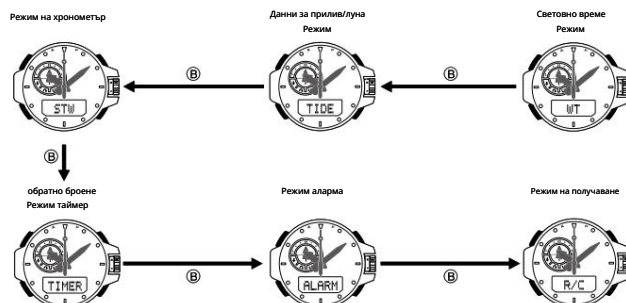 Режим на хронометър
Данни за прилив/луна
Режим
Световно време
Режим
B
B
STW
TIDE
WT
B
обратно броене
Режим таймер
Режим аларма
Режим на получаване
TIMER
B
ALARM
B
R/C